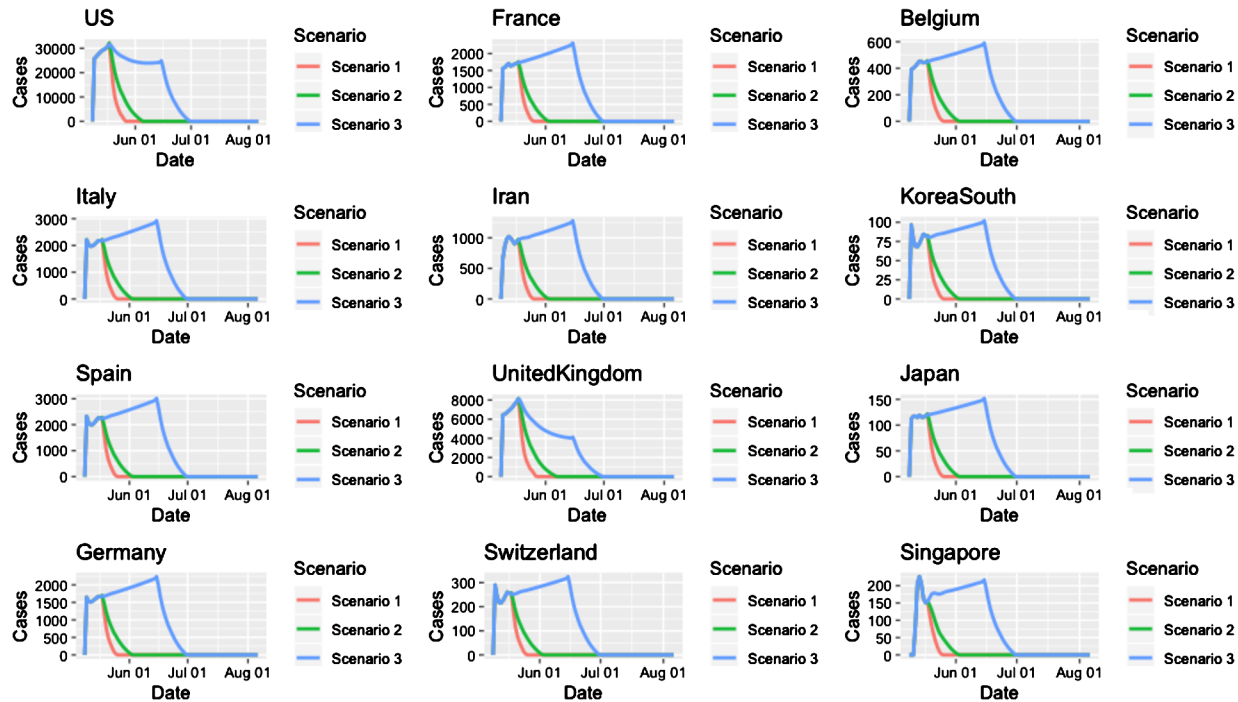 US
Cases
30000
20000
10000
0
Jun 01 Jul 01 Aug 01
Date
Scenario
Scenario 1
Scenario 2
Scenario 3
France
Cases
2000
1500
1000
500
0
Jun 01 Jul 01 Aug 01
Date
Scenario
Scenario 1
Scenario 2
Scenario 3
Belgium
Cases
600
400
200
0
Jun 01 Jul 01 Aug 01
Date
Scenario
Scenario 1
Scenario 2
Scenario 3
Italy
Cases
3000
2000
1000
0
Jun 01 Jul 01 Aug 01
Date
Scenario
Scenario 1
Scenario 2
Scenario 3
Iran
Cases
1000
500
0
Jun 01 Jul 01 Aug 01
Date
Scenario
Scenario 1
Scenario 2
Scenario 3
KoreaSouth
Cases
100
75
50
25
0
Jun 01 Jul 01 Aug 01
Date
Scenario
Scenario 1
Scenario 2
Scenario 3
Spain
Cases
3000
2000
1000
0
Jun 01 Jul 01 Aug 01
Date
Scenario
Scenario 1
Scenario 2
Scenario 3
UnitedKingdom
Cases
8000
6000
4000
2000
0
Jun 01 Jul 01 Aug 01
Date
Scenario
Scenario 1
Scenario 2
Scenario 3
Japan
Cases
150
100
50
0
Jun 01 Jul 01 Aug 01
Date
Scenario
Scenario 1
Scenario 2
Scenario 3
Germany
Cases
2000
1500
1000
500
0
Jun 01 Jul 01 Aug 01
Date
Scenario
Scenario 1
Scenario 2
Scenario 3
Switzerland
Cases
300
200
100
0
Jun 01 Jul 01 Aug 01
Date
Scenario
Scenario 1
Scenario 2
Scenario 3
Singapore
Cases
200
150
100
50
0
Jun 01 Jul 01 Aug 01
Date
Scenario
Scenario 1
Scenario 2
Scenario 3